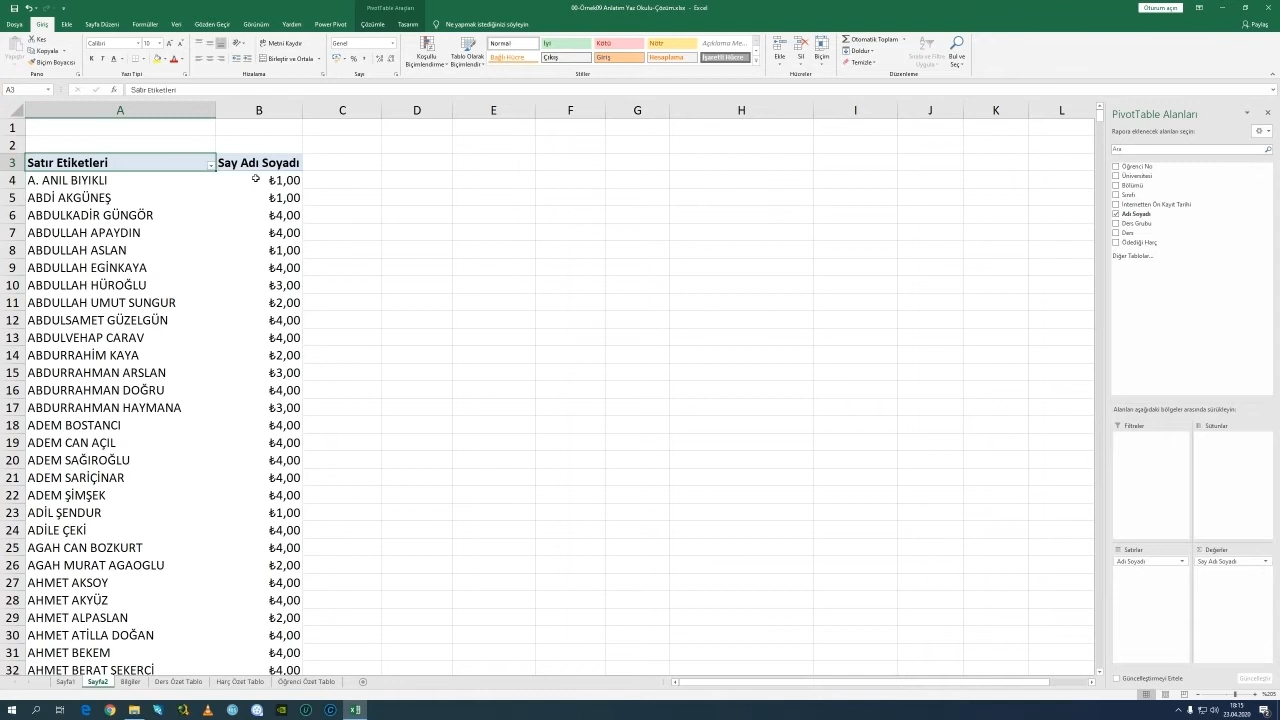 PivotTable Araçları
00-Örnek09 Anlatım Yaz Okulu-Çözüm.xlsx - Excel
Oturum açın
Dosya Giriş Ekle Sayfa Düzeni Formüller Veri Gözden Geçir Görünüm Yardım Power Pivot Çözümle Tasarım Ne yapmak istediğinizi söyleyin
Paylaş
Kes
Kopyala
Biçim Boyacısı
Pano
Calibri 10
Yazı Tipi
Metni Kaydır
Birleştir ve Ortala
Hizalama
Genel
Sayı
Koşullu Biçimlendirme
Tablo Olarak Biçimlendir
Normal İyi Kötü Nötr Açıklama Me...
Bağlı Hücre Çıkış Giriş Hesaplama İşaretli Hücre
Stiller
Ekle Sil Biçim
Hücreler
Otomatik Toplam
Doldur
Temizle
Sırala ve Filtre Uygula
Bul ve Seç
Düzenleme
A3 Satır Etiketleri
A B C D E F G H I J K L
1
2
3 Satır Etiketleri Say Adı Soyadı
4 A. ANIL BIYIKLI ₺1,00
5 ABDİ AKGÜNEŞ ₺1,00
6 ABDULKADİR GÜNGÖR ₺4,00
7 ABDULLAH APAYDIN ₺4,00
8 ABDULLAH ASLAN ₺1,00
9 ABDULLAH EGİNKAYA ₺4,00
10 ABDULLAH HÜROĞLU ₺3,00
11 ABDULLAH UMUT SUNGUR ₺2,00
12 ABDULSAMET GÜZELGÜN ₺4,00
13 ABDULVEHAP CARAV ₺4,00
14 ABDURRAHİM KAYA ₺2,00
15 ABDURRAHMAN ARSLAN ₺3,00
16 ABDURRAHMAN DOĞRU ₺4,00
17 ABDURRAHMAN HAYMANA ₺3,00
18 ADEM BOSTANCI ₺4,00
19 ADEM CAN AÇIL ₺4,00
20 ADEM SAĞIROĞLU ₺4,00
21 ADEM SARİÇİNAR ₺4,00
22 ADEM ŞİMŞEK ₺4,00
23 ADİL ŞENDUR ₺1,00
24 ADİLE ÇEKİ ₺4,00
25 AGAH CAN BOZKURT ₺4,00
26 AGAH MURAT AGAOGLU ₺2,00
27 AHMET AKSOY ₺4,00
28 AHMET AKYÜZ ₺4,00
29 AHMET ALPASLAN ₺2,00
30 AHMET ATİLLA DOĞAN ₺4,00
31 AHMET BEKEM ₺4,00
32 AHMET BERAT ŞEKERCİ ₺4,00
PivotTable Alanları
Rapora eklenecek alanları seçin:
Ara
Öğrenci No
Üniversitesi
Bölümü
Sınıfı
İnternetten Ön Kayıt Tarihi
Adı Soyadı
Ders Grubu
Ders
Ödediği Harç
Diğer Tablolar...
Alanları aşağıdaki bölgeler arasında sürükleyin:
Filtreler Sütunlar
Satırlar Değerler
Adı Soyadı Say Adı Soyadı
Güncelleştirmeyi Ertele Güncelleştir
Sayfa1 Sayfa2 Bilgiler Ders Özet Tablo Harç Özet Tablo Öğrenci Özet Tablo
%205
18:15
23.04.2020